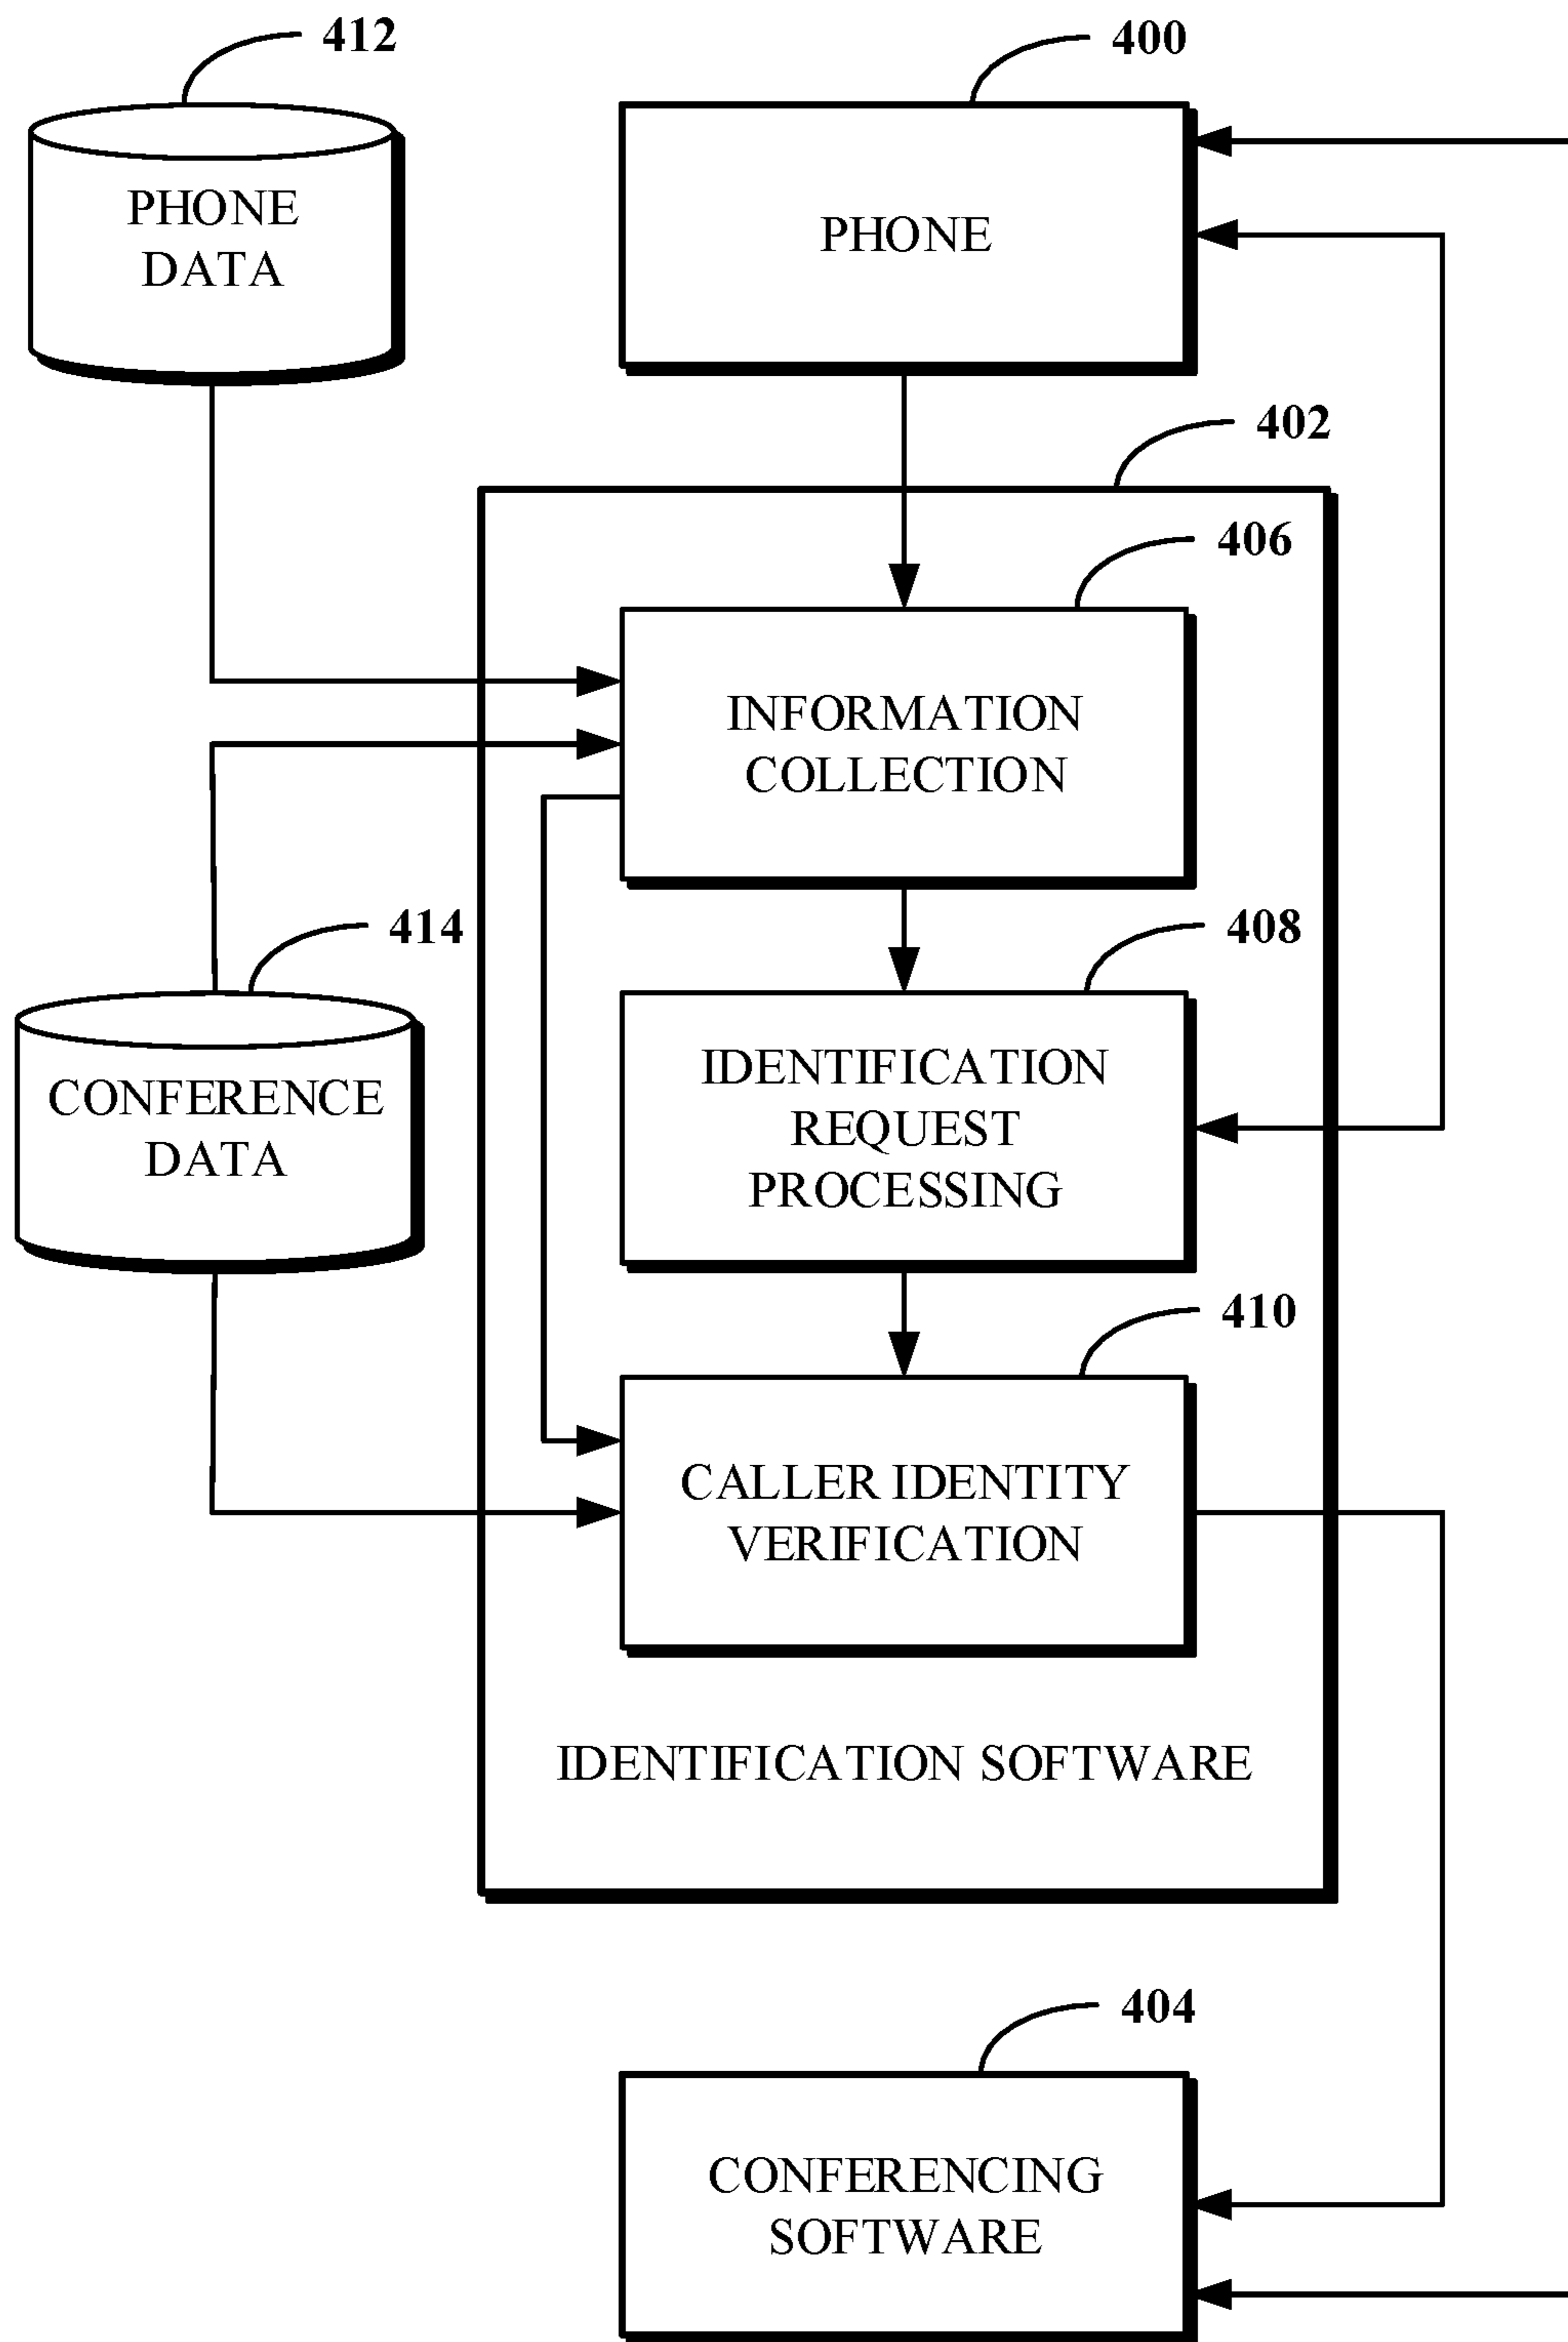 412
400
PHONE
DATA
PHONE
402
406
INFORMATION
COLLECTION
414
408
CONFERENCE
DATA
IDENTIFICATION
REQUEST
PROCESSING
410
CALLER IDENTITY
VERIFICATION
IDENTIFICATION SOFTWARE
404
CONFERENCING
SOFTWARE